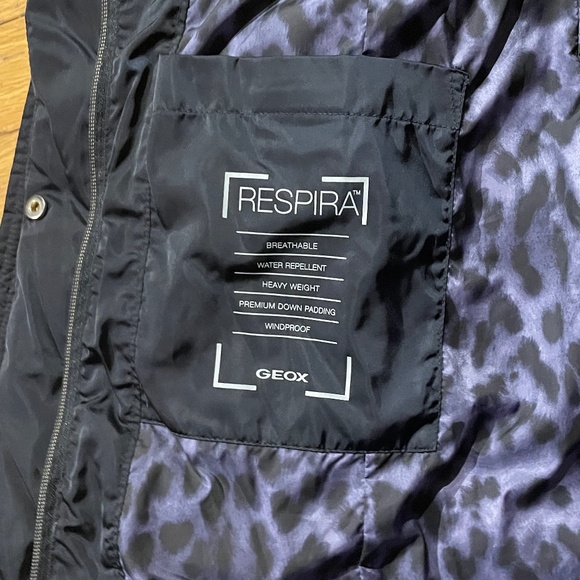 RESPIRA™
BREATHABLE
WATER REPELLENT
HEAVY WEIGHT
PREMIUM DOWN PADDING
WINDPROOF
GEOX